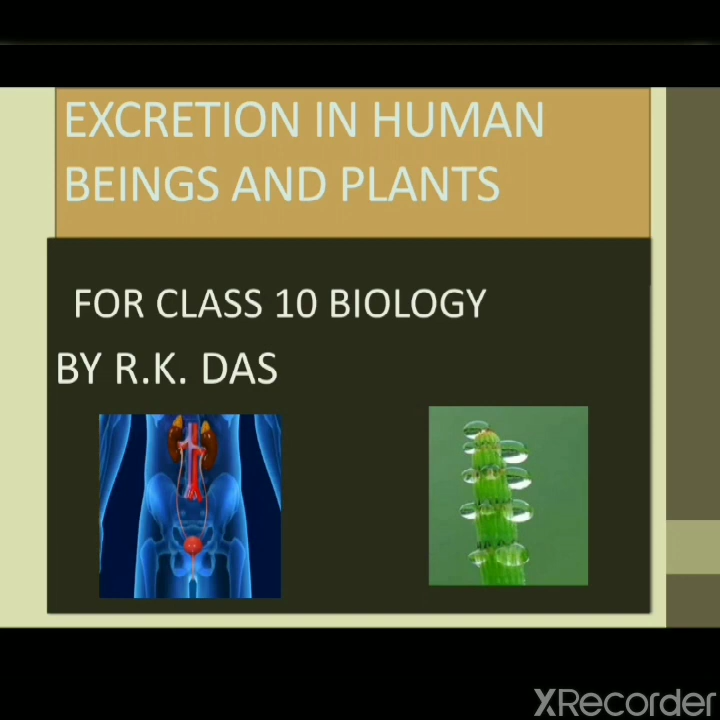 EXCRETION IN HUMAN
BEINGS AND PLANTS
FOR CLASS 10 BIOLOGY
BY R.K. DAS
XRecorder